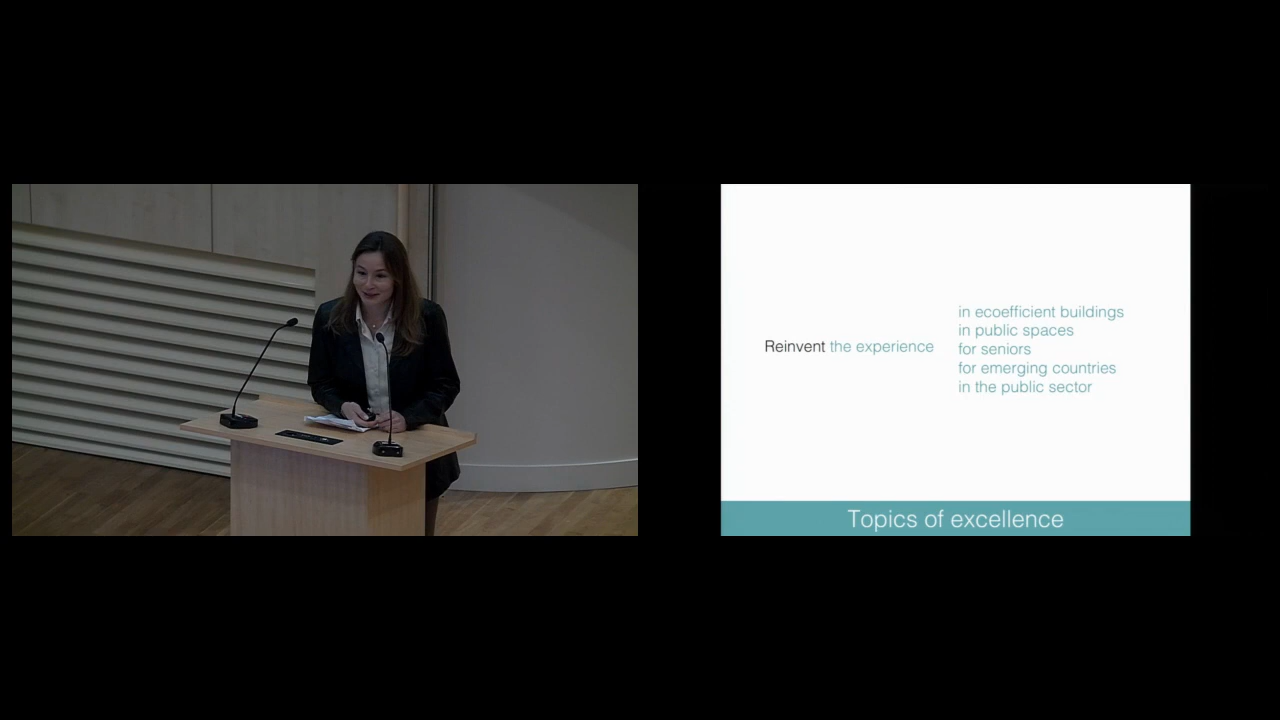 in ecoefficient buildings
in public spaces
Reinvent the experience
for seniors
for emerging countries
in the public sector
Topics of excellence